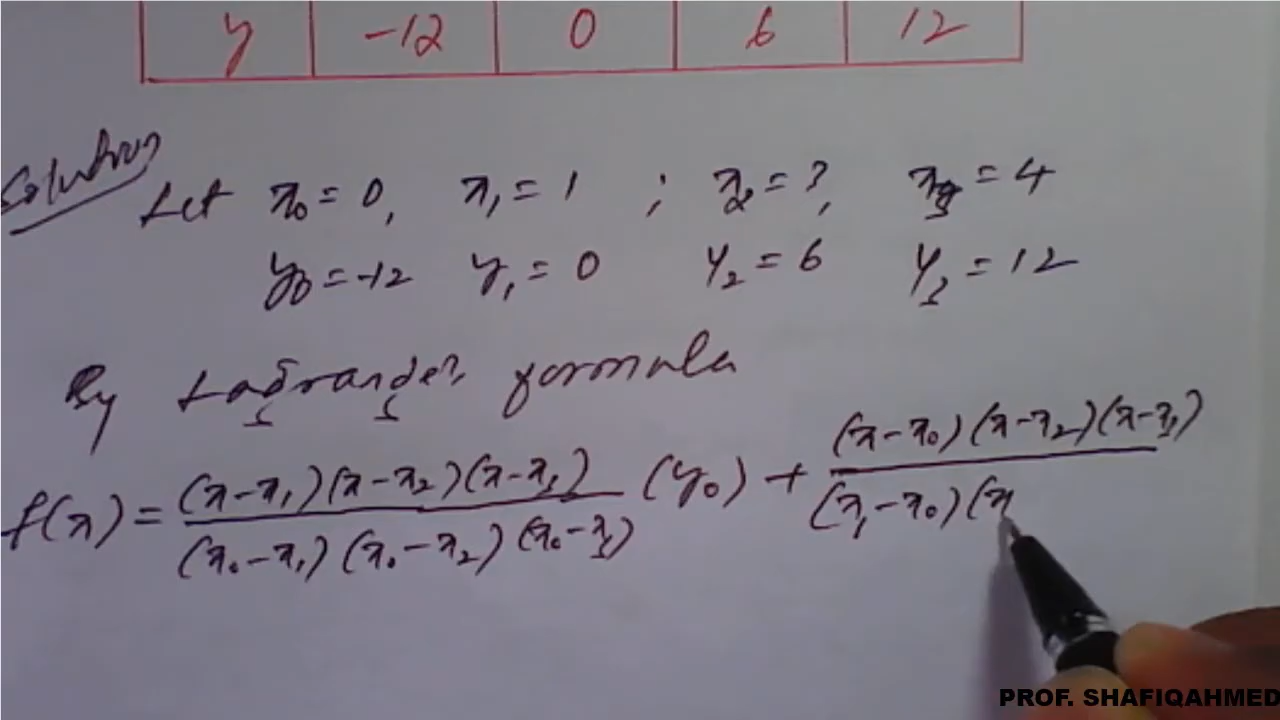 y -12 0 6 12
Solution
Let x₀ = 0, x₁ = 1 ; x₂ = 3, x₃ = 4
y₀ = -12 y₁ = 0 y₂ = 6 y₃ = 12
By Lagranges formula
f(x) = (x-x₁)(x-x₂)(x-x₃) / (x₀-x₁)(x₀-x₂)(x₀-x₃) (y₀) + (x-x₀)(x-x₂)(x-x₃) / (x₁-x₀)(x
PROF. SHAFIQAHMED